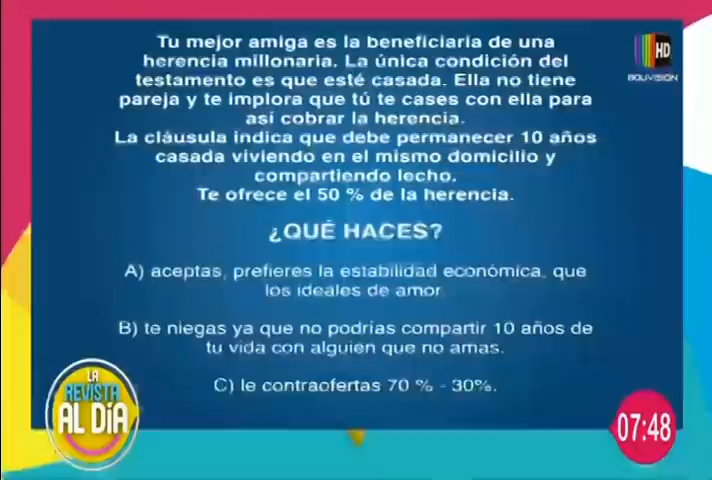 Tu mejor amiga es la beneficiaria de una
herencia millonaria. La única condición del
testamento es que esté casada. Ella no tiene
pareja y te implora que tú te cases con ella para
así cobrar la herencia.
La cláusula indica que debe permanecer 10 años
casada viviendo en el mismo domicilio y
compartiendo lecho.
Te ofrece el 50 % de la herencia.
¿QUÉ HACES?
A) aceptas, prefieres la estabilidad económica, que
los ideales de amor.
B) te niegas ya que no podrías compartir 10 años de
tu vida con alguien que no amas.
C) le contraofertas 70 % - 30%.
HD
BOLIVISIÓN
LA
REVISTA
AL DÍA
07:48